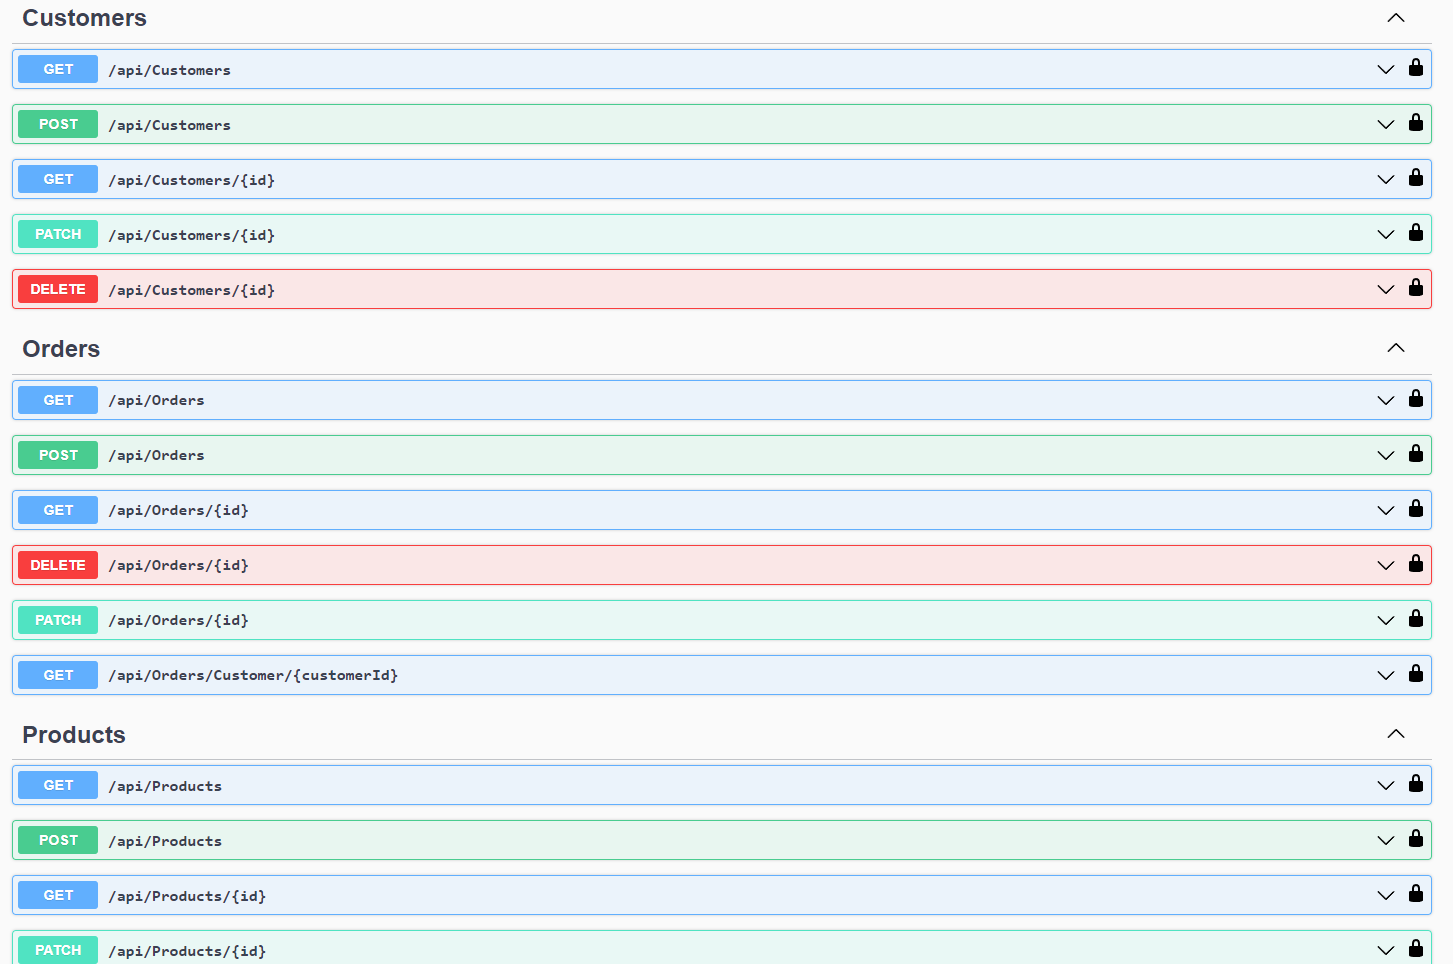 Customers
GET /api/Customers
POST /api/Customers
GET /api/Customers/{id}
PATCH /api/Customers/{id}
DELETE /api/Customers/{id}
Orders
GET /api/Orders
POST /api/Orders
GET /api/Orders/{id}
DELETE /api/Orders/{id}
PATCH /api/Orders/{id}
GET /api/Orders/Customer/{customerId}
Products
GET /api/Products
POST /api/Products
GET /api/Products/{id}
PATCH /api/Products/{id}